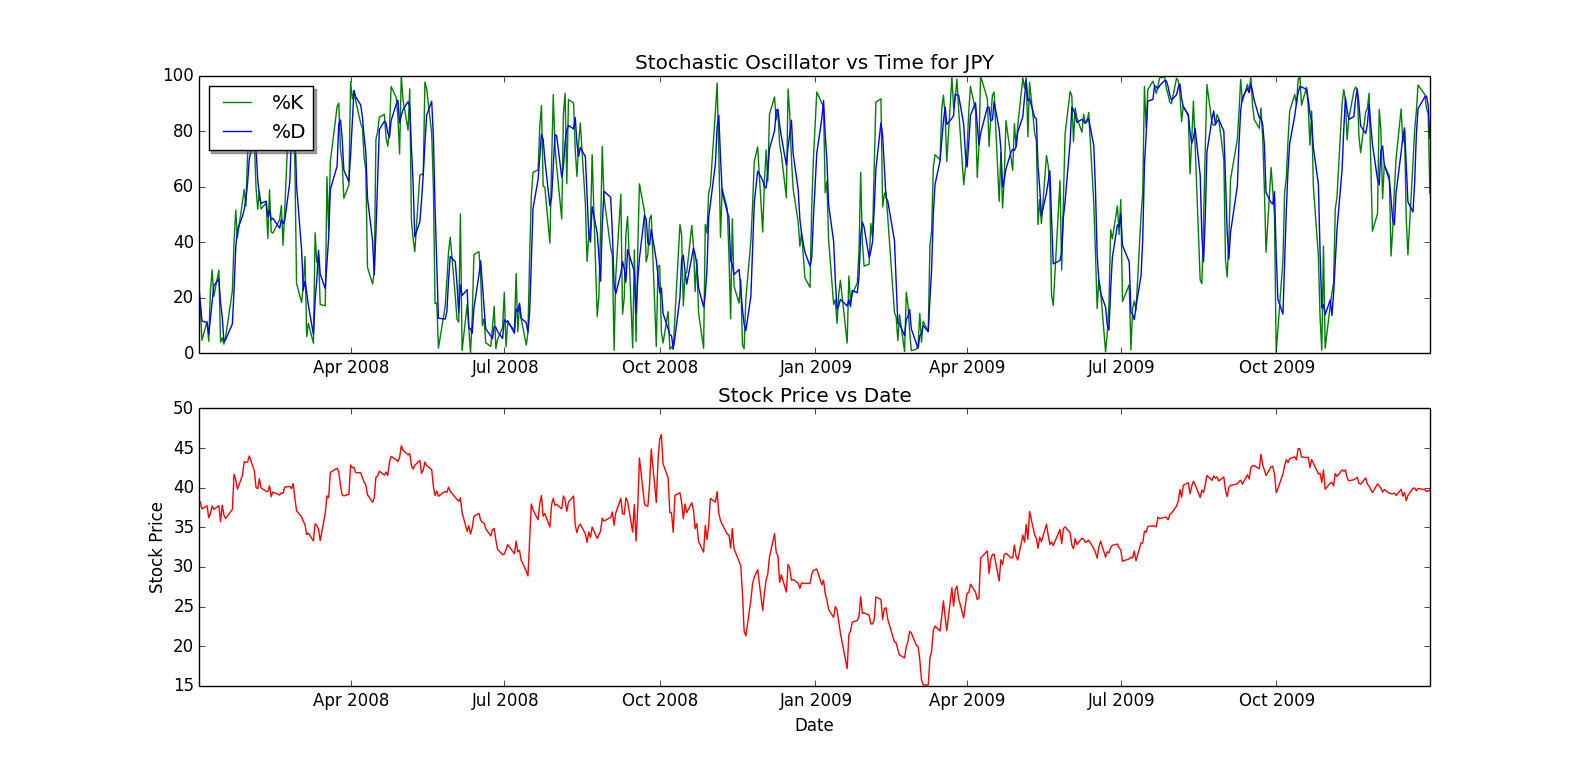 Stochastic Oscillator vs Time for JPY
100
80
60
40
20
0
%K
%D
Apr 2008 Jul 2008 Oct 2008 Jan 2009 Apr 2009 Jul 2009 Oct 2009
Stock Price vs Date
50
45
40
35
30
25
20
15
Stock Price
Apr 2008 Jul 2008 Oct 2008 Jan 2009 Apr 2009 Jul 2009 Oct 2009
Date